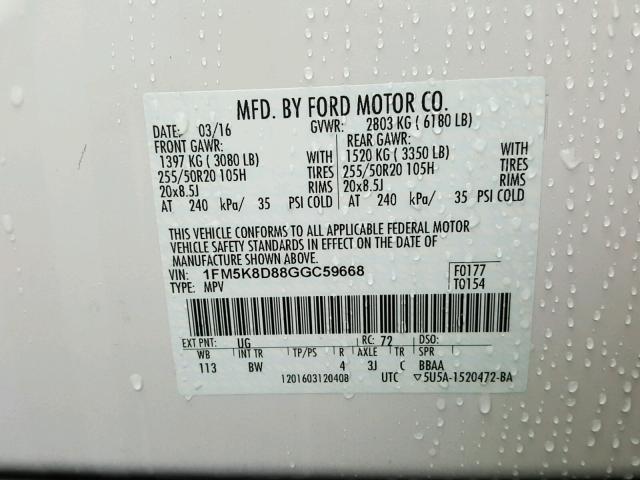 MFD. BY FORD MOTOR CO.
DATE: 03/16 GVWR: 2803 KG ( 6180 LB)
FRONT GAWR: REAR GAWR:
1397 KG ( 3080 LB) WITH 1520 KG ( 3350 LB) WITH
255/50R20 105H TIRES 255/50R20 105H TIRES
20x8.5J RIMS 20x8.5J RIMS
AT 240 kPa/ 35 PSI COLD AT 240 kPa/ 35 PSI COLD
THIS VEHICLE CONFORMS TO ALL APPLICABLE FEDERAL MOTOR
VEHICLE SAFETY STANDARDS IN EFFECT ON THE DATE OF
MANUFACTURE SHOWN ABOVE.
VIN: 1FM5K8D88GGC59668 F0177
TYPE: MPV T0154
EXT PNT: UG RC: 72 DSO:
WB INT TR TP/PS R AXLE TR SPR
113 BW 4 3J C BBAA
1201603120408 UTC ▽5U5A-1520472-BA